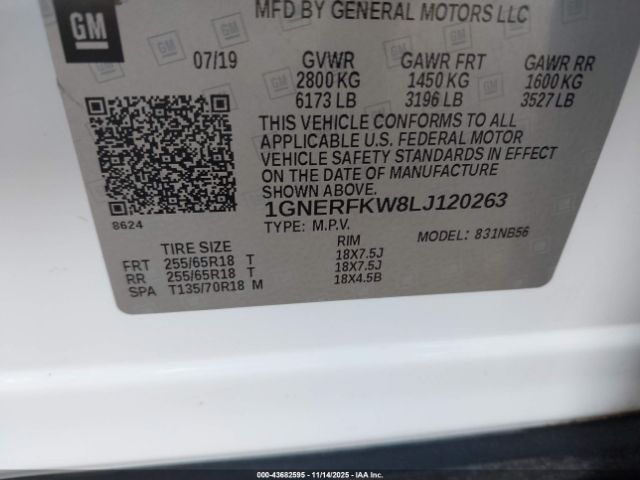 GM
MFD BY GENERAL MOTORS LLC
07/19 GVWR GAWR FRT GAWR RR
2800 KG 1450 KG 1600 KG
6173 LB 3196 LB 3527 LB
THIS VEHICLE CONFORMS TO ALL
APPLICABLE U.S. FEDERAL MOTOR
VEHICLE SAFETY STANDARDS IN EFFECT
ON THE DATE OF MANUFACTURE
SHOWN ABOVE.
1GNERFKW8LJ120263
8624
TYPE: M.P.V. MODEL: 831NB56
TIRE SIZE RIM
FRT 255/65R18 T 18X7.5J
RR 255/65R18 T 18X7.5J
SPA T135/70R18 M 18X4.5B
000-43682595 - 11/14/2025 - IAA Inc.